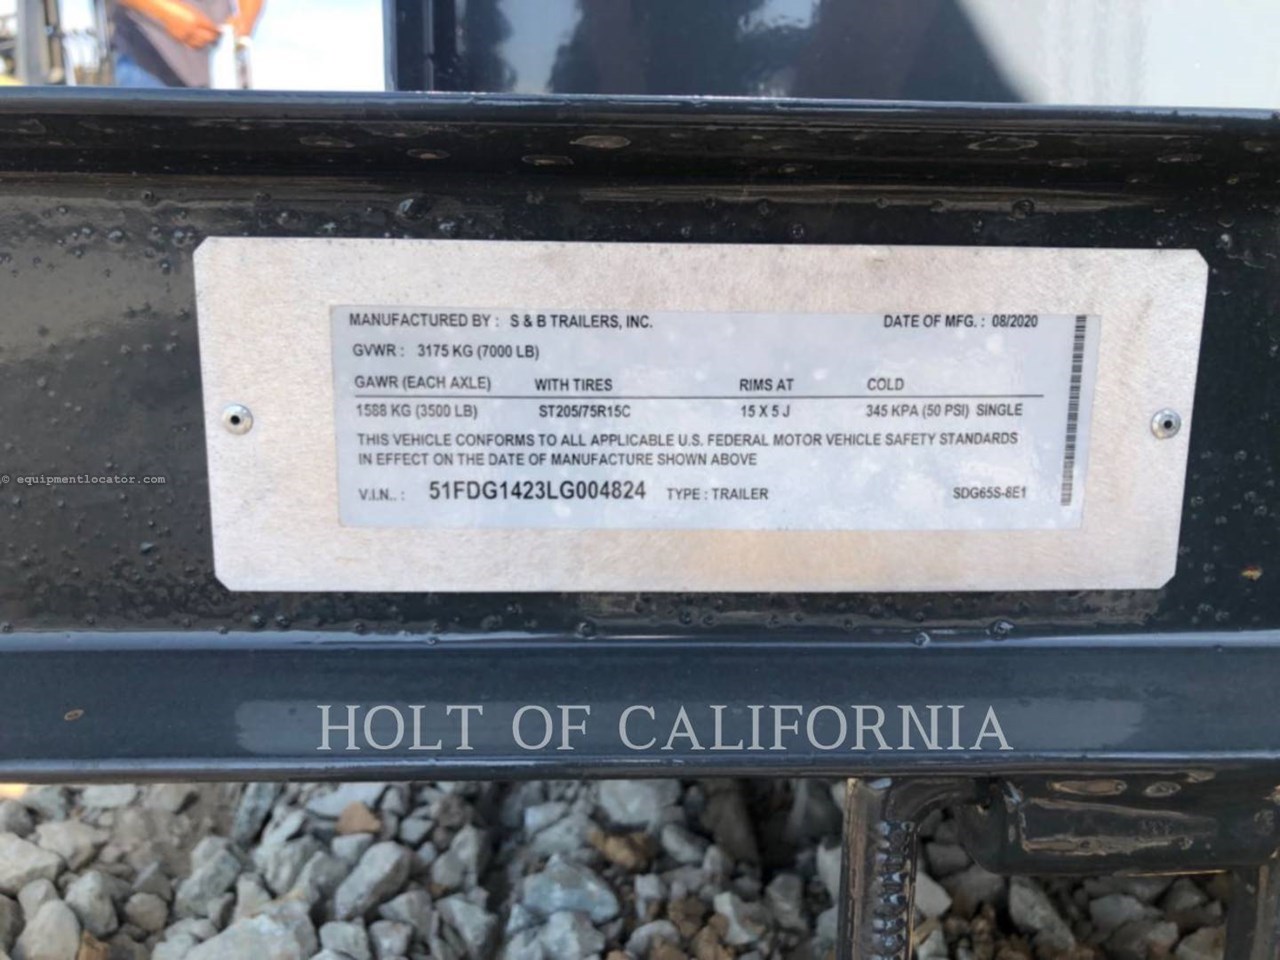 MANUFACTURED BY : S & B TRAILERS, INC. DATE OF MFG. : 08/2020
GVWR : 3175 KG (7000 LB)
GAWR (EACH AXLE) WITH TIRES RIMS AT COLD
1588 KG (3500 LB) ST205/75R15C 15 X 5 J 345 KPA (50 PSI) SINGLE
THIS VEHICLE CONFORMS TO ALL APPLICABLE U.S. FEDERAL MOTOR VEHICLE SAFETY STANDARDS
IN EFFECT ON THE DATE OF MANUFACTURE SHOWN ABOVE
V.I.N.. : 51FDG1423LG004824 TYPE : TRAILER SDG65S-8E1
© equipmentlocator.com
HOLT OF CALIFORNIA